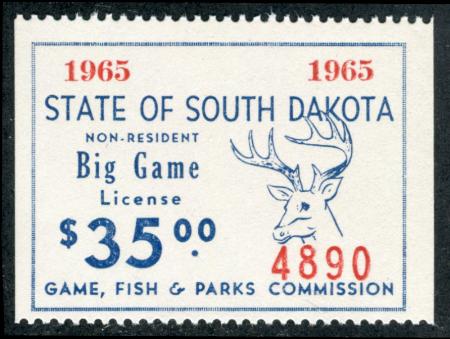 1965 1965
STATE OF SOUTH DAKOTA
NON-RESIDENT
Big Game
License
$35.00
4890
GAME, FISH & PARKS COMMISSION